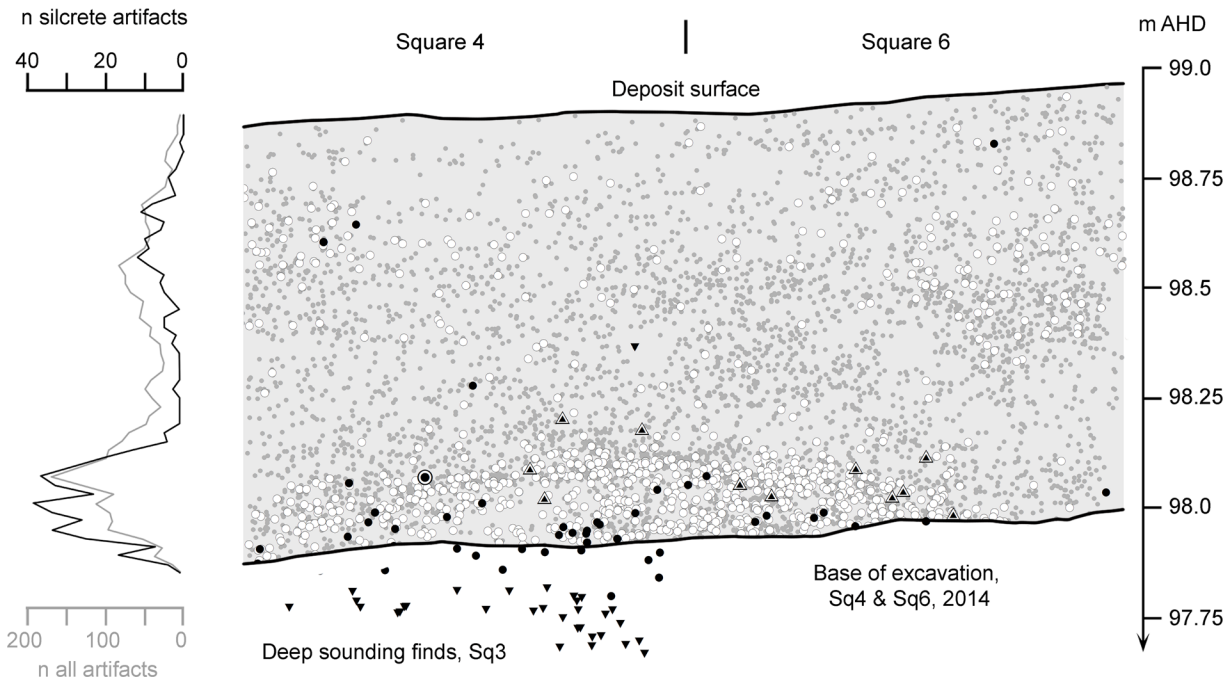 n silcrete artifacts
40 20 0
Square 4
Square 6
m AHD
Deposit surface
99.0
98.75
98.5
98.25
98.0
97.75
Base of excavation,
Sq4 & Sq6, 2014
Deep sounding finds, Sq3
200 100 0
n all artifacts